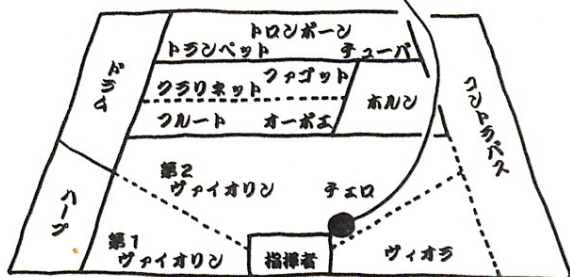 トロンボーン
トランペット　チューバ
ドラム
クラリネット　ファゴット
ホルン
コントラバス
フルート　オーボエ
ハープ
第2
ヴァイオリン
チェロ
第1
ヴァイオリン
指揮者
ヴィオラ